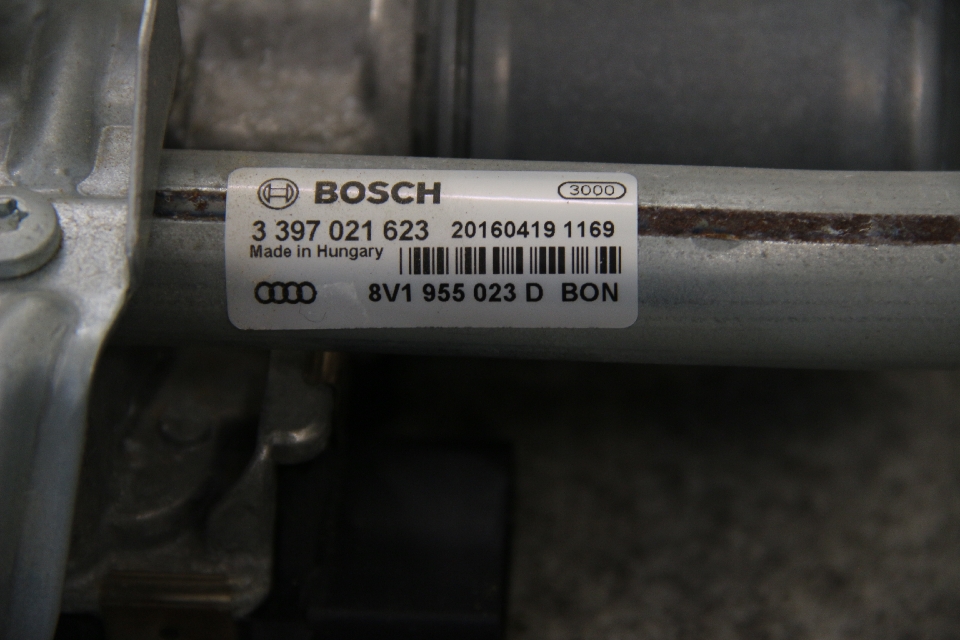 BOSCH 3000
3 397 021 623 20160419 1169
Made in Hungary
8V1 955 023 D BON